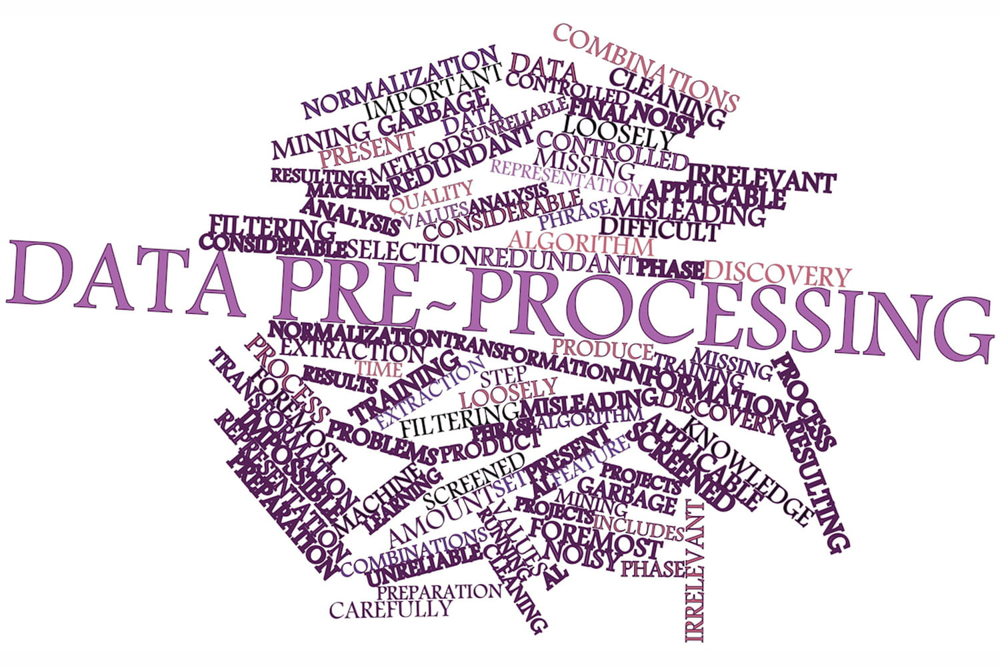 COMBINATIONS
NORMALIZATION
DATA
IMPORTANT
CLEANING
CONTROLLED
GARBAGE
FINAL
NOISY
MINING
DATA
UNRELIABLE
LOOSELY
PRESENT
METHODS
CONTROLLED
REDUNDANT
MISSING
RESULTING
REPRESENTATION
IRRELEVANT
MACHINE
QUALITY
APPLICABLE
ANALYSIS
ANALYSIS
VALUES
CONSIDERABLE
PHRASE
MISLEADING
FILTERING
DIFFICULT
CONSIDERABLE
SELECTION
ALGORITHM
REDUNDANT
PHASE
DISCOVERY
DATA PRE-PROCESSING
NORMALIZATION
TRANSFORMATION
EXTRACTION
PRODUCE
PROCESS
TIME
TRAINING
MISSING
TRAINING
INFORMATION
PROCESS
TRANSFORMATION
FOREMOST
RESULTS
EXTRACTION
STEP
LOOSELY
MISLEADING
DISCOVERY
FILTERING
PHRASE
ALGORITHM
IMPOSSIBLE
REPRESENTATION
PROBLEMS
PRODUCT
PRESENT
APPLICABLE
KNOWLEDGE
RESULTING
PREPARATION
SCREENED
FEATURE
SCREENED
MACHINE
LEARNING
SET
AL
PROJECTS
GARBAGE
AMOUNT
MINING
PROJECTS
INCLUDES
VALUES
RUNNING
COMBINATIONS
FOREMOST
NOISY
UNRELIABLE
CLEANING
AL
PHASE
IRRELEVANT
PREPARATION
CAREFULLY